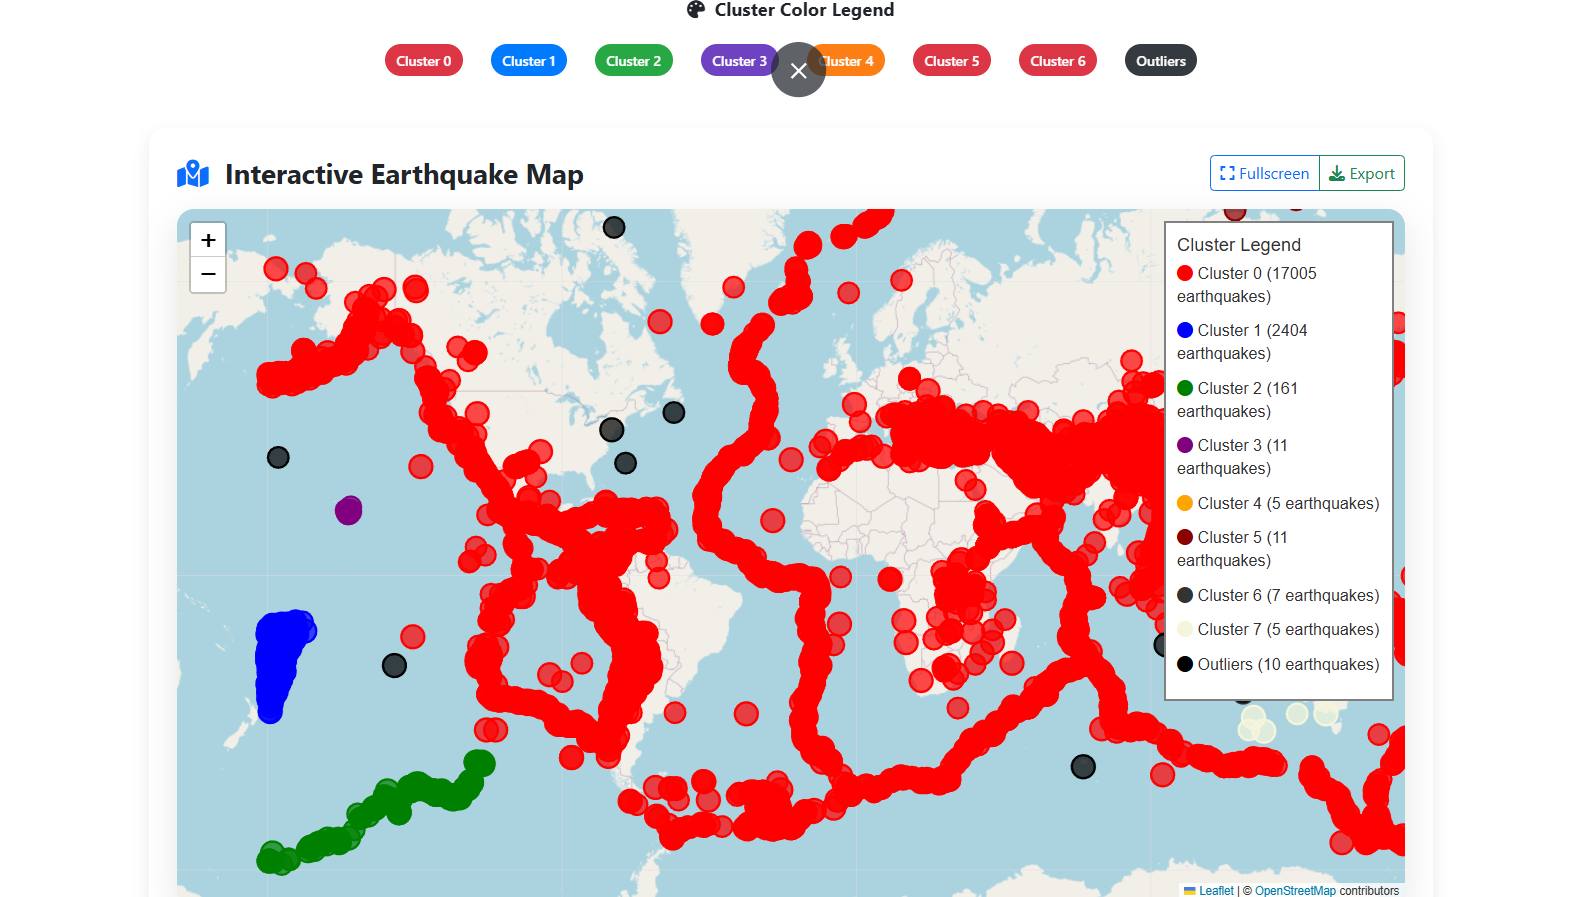 Cluster Color Legend
Cluster 0 Cluster 1 Cluster 2 Cluster 3 Cluster 4 Cluster 5 Cluster 6 Outliers
Interactive Earthquake Map
Fullscreen Export
+
−
Cluster Legend
Cluster 0 (17005
earthquakes)
Cluster 1 (2404
earthquakes)
Cluster 2 (161
earthquakes)
Cluster 3 (11
earthquakes)
Cluster 4 (5 earthquakes)
Cluster 5 (11
earthquakes)
Cluster 6 (7 earthquakes)
Cluster 7 (5 earthquakes)
Outliers (10 earthquakes)
Leaflet | © OpenStreetMap contributors